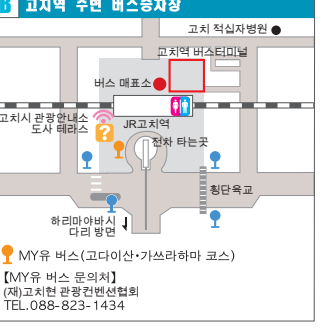 B 고치역 주변 버스승차장
고치 적십자병원
고치역 버스터미널
버스 매표소
고치시 관광안내소
도사 테라스
?
JR고치역
전차 타는곳
횡단육교
하리마야바시
다리 방면
MY유 버스(고다이산·가쓰라하마 코스)
【MY유 버스 문의처】
(재)고치현 관광컨벤션협회
TEL.088-823-1434